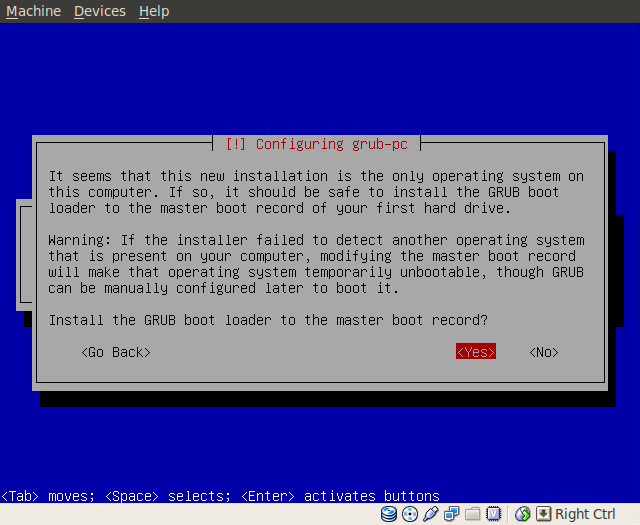 Machine Devices Help
[!] Configuring grub-pc
It seems that this new installation is the only operating system on
this computer. If so, it should be safe to install the GRUB boot
loader to the master boot record of your first hard drive.
Warning: If the installer failed to detect another operating system
that is present on your computer, modifying the master boot record
will make that operating system temporarily unbootable, though GRUB
can be manually configured later to boot it.
Install the GRUB boot loader to the master boot record?
<Go Back> <Yes> <No>
<Tab> moves; <Space> selects; <Enter> activates buttons
Right Ctrl